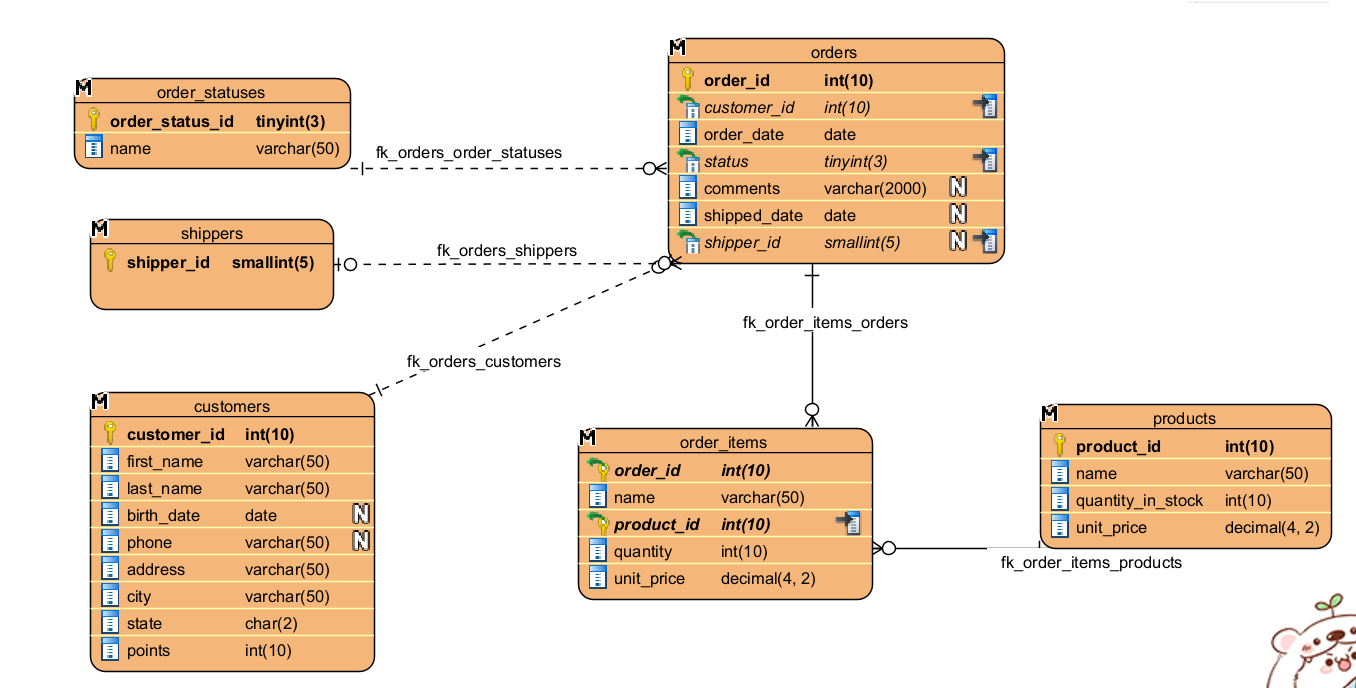 order_statuses
order_status_id tinyint(3)
name varchar(50)
fk_orders_order_statuses
shippers
shipper_id smallint(5)
fk_orders_shippers
fk_orders_customers
customers
customer_id int(10)
first_name varchar(50)
last_name varchar(50)
birth_date date N
phone varchar(50) N
address varchar(50)
city varchar(50)
state char(2)
points int(10)
orders
order_id int(10)
customer_id int(10)
order_date date
status tinyint(3)
comments varchar(2000) N
shipped_date date N
shipper_id smallint(5) N
fk_order_items_orders
order_items
order_id int(10)
name varchar(50)
product_id int(10)
quantity int(10)
unit_price decimal(4, 2)
products
product_id int(10)
name varchar(50)
quantity_in_stock int(10)
unit_price decimal(4, 2)
fk_order_items_products